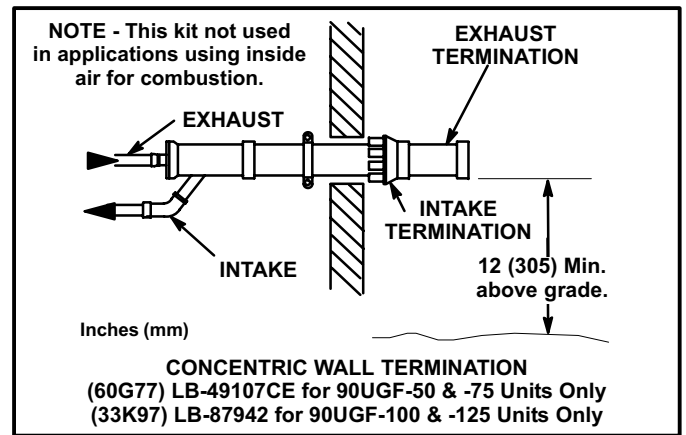 NOTE - This kit not used
in applications using inside
air for combustion.
EXHAUST
TERMINATION
EXHAUST
INTAKE
TERMINATION
INTAKE
12 (305) Min.
above grade.
Inches (mm)
CONCENTRIC WALL TERMINATION
(60G77) LB-49107CE for 90UGF-50 & -75 Units Only
(33K97) LB-87942 for 90UGF-100 & -125 Units Only